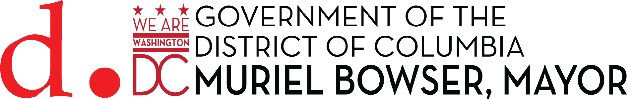 d.
WE ARE
WASHINGTON
DC
GOVERNMENT OF THE
DISTRICT OF COLUMBIA
MURIEL BOWSER, MAYOR